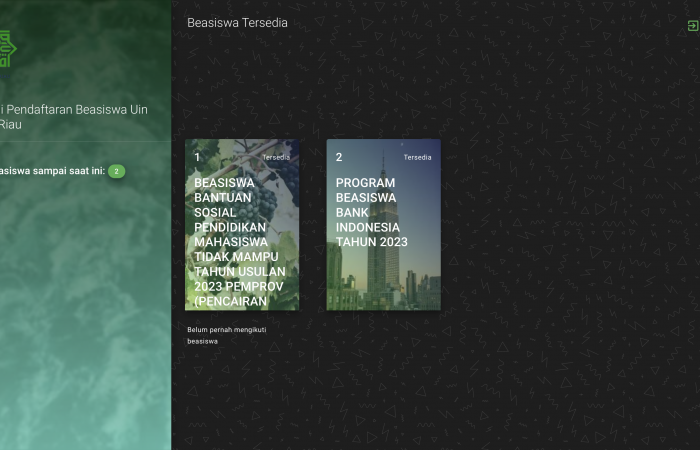 Beasiswa Tersedia
i Pendaftaran Beasiswa Uin
Riau
asiswa sampai saat ini: 2
1 Tersedia
BEASISWA
BANTUAN
SOSIAL
PENDIDIKAN
MAHASISWA
TIDAK MAMPU
TAHUN USULAN
2023 PEMPROV
(PENCAIRAN
Belum pernah mengikuti
beasiswa
2 Tersedia
PROGRAM
BEASISWA
BANK
INDONESIA
TAHUN 2023